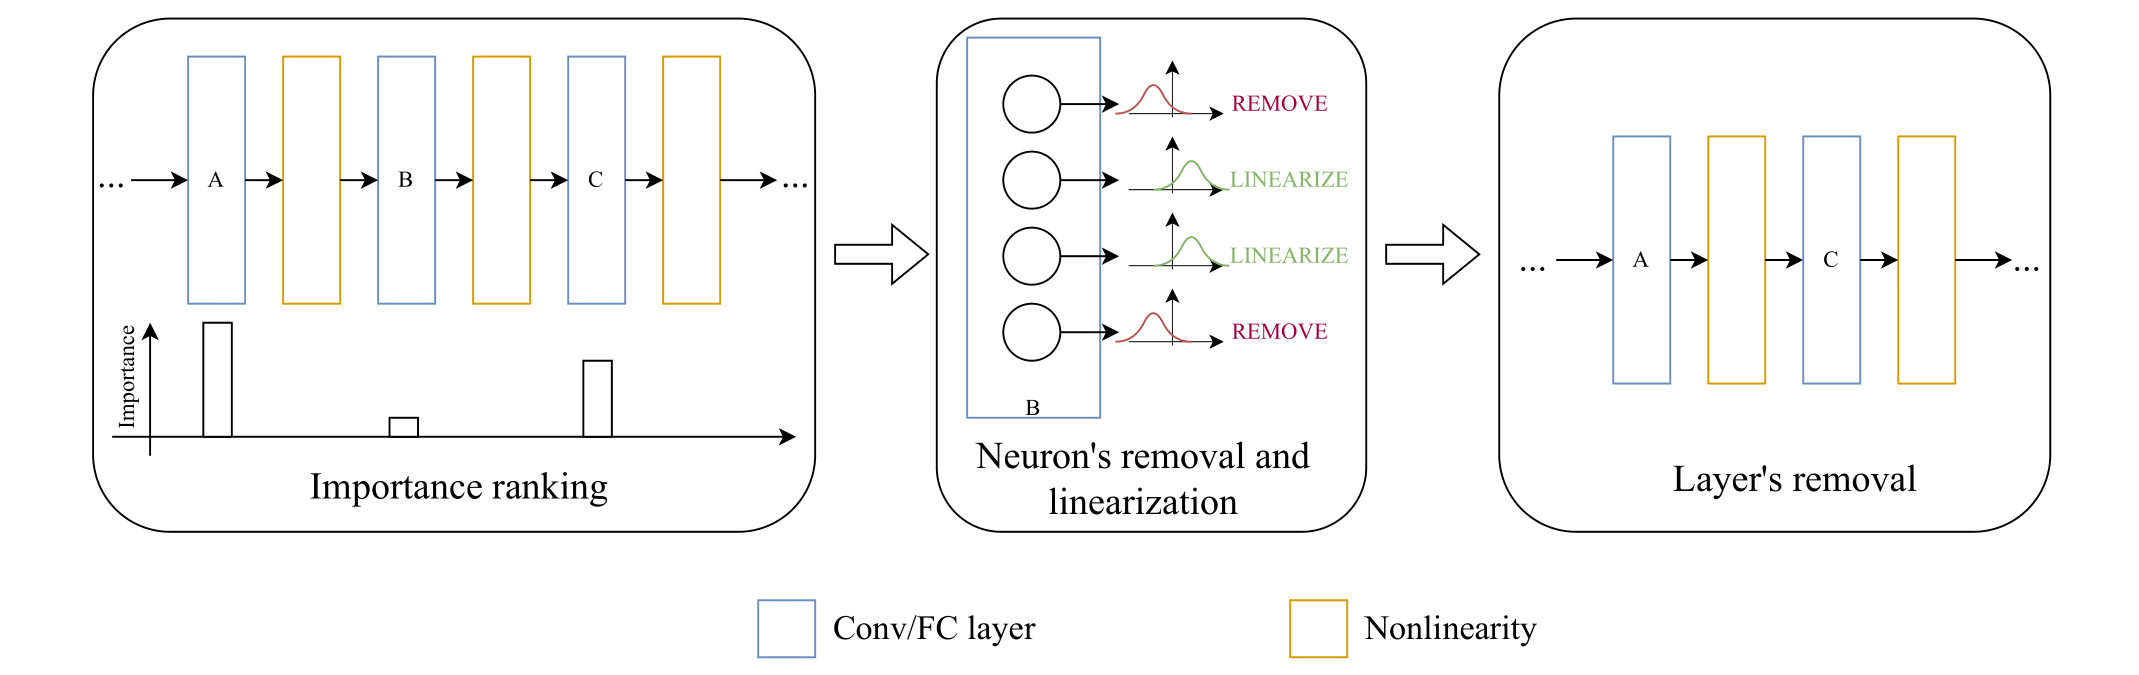 ...
A
B
C
...
Importance
Importance ranking
REMOVE
LINEARIZE
LINEARIZE
REMOVE
B
Neuron's removal and
linearization
...
A
C
...
Layer's removal
Conv/FC layer
Nonlinearity